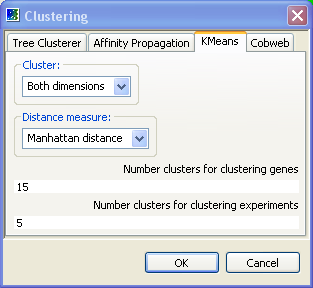 Clustering
Tree Clusterer Affinity Propagation KMeans Cobweb
Cluster:
Both dimensions
Distance measure:
Manhattan distance
Number clusters for clustering genes
15
Number clusters for clustering experiments
5
OK Cancel